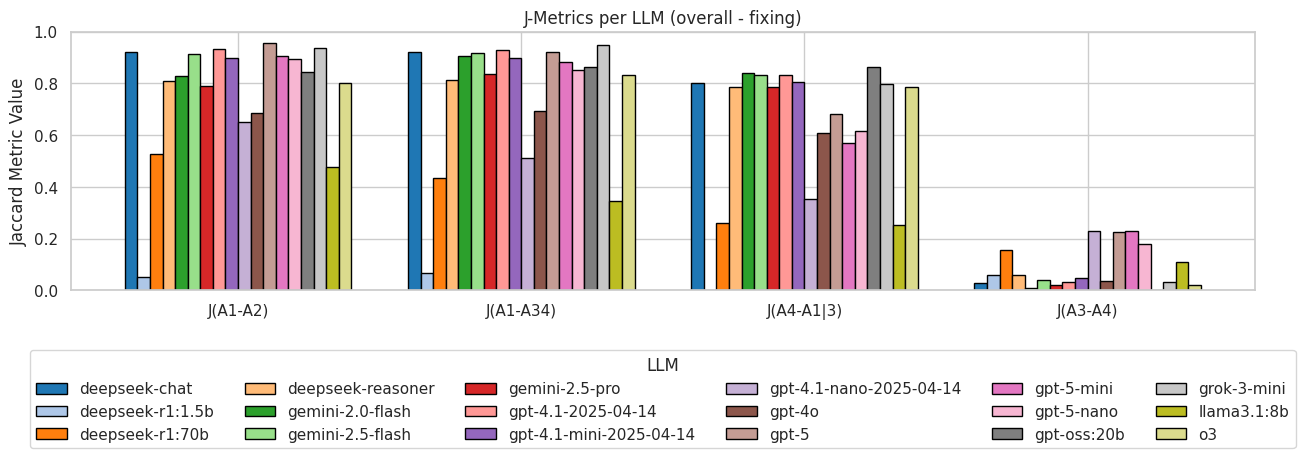 J-Metrics per LLM (overall - fixing)
Jaccard Metric Value
1.0
0.8
0.6
0.4
0.2
0.0
J(A1-A2) J(A1-A34) J(A4-A1|3) J(A3-A4)
LLM
deepseek-chat deepseek-reasoner gemini-2.5-pro gpt-4.1-nano-2025-04-14 gpt-5-mini grok-3-mini
deepseek-r1:1.5b gemini-2.0-flash gpt-4.1-2025-04-14 gpt-4o gpt-5-nano llama3.1:8b
deepseek-r1:70b gemini-2.5-flash gpt-4.1-mini-2025-04-14 gpt-5 gpt-oss:20b o3